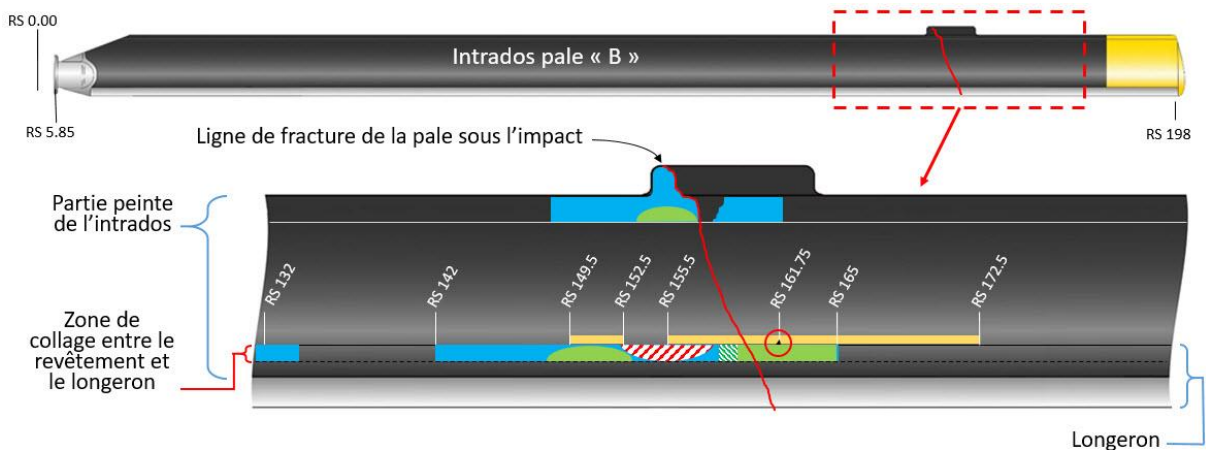 RS 0.00
Intrados pale « B »
RS 5.85
RS 198
Ligne de fracture de la pale sous l’impact
Partie peinte
de l’intrados
RS 132
RS 142
RS 149.5
RS 152.5
RS 155.5
RS 161.75
RS 165
RS 172.5
Zone de
collage entre le
revêtement et
le longeron
Longeron